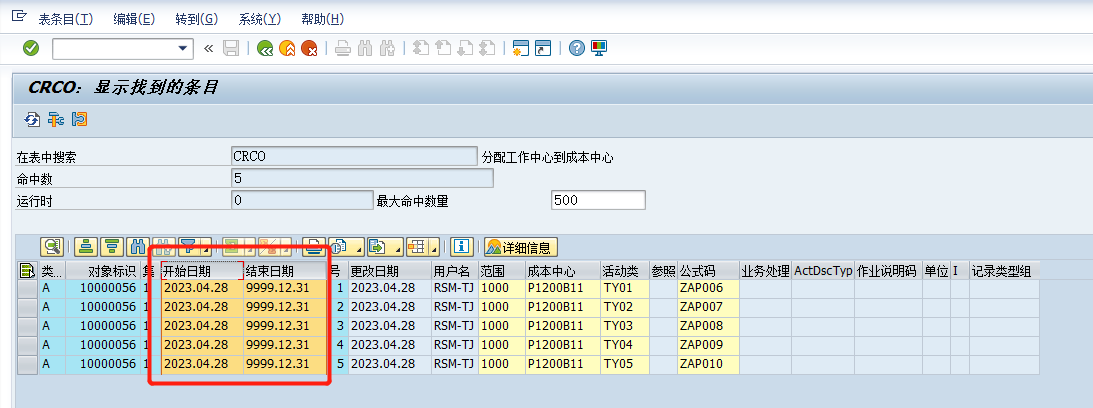 表条目(T) 编辑(E) 转到(G) 系统(Y) 帮助(H)
CRCO：显示找到的条目
在表中搜索 CRCO 分配工作中心到成本中心
命中数 5
运行时 0 最大命中数量 500
详细信息
类... 对象标识 集 开始日期 结束日期 号 更改日期 用户名 范围 成本中心 活动类 参照 公式码 业务处理 ActDscTyp 作业说明码 单位 I 记录类型组
A 10000056 1 2023.04.28 9999.12.31 1 2023.04.28 RSM-TJ 1000 P1200B11 TY01 ZAP006
A 10000056 1 2023.04.28 9999.12.31 2 2023.04.28 RSM-TJ 1000 P1200B11 TY02 ZAP007
A 10000056 1 2023.04.28 9999.12.31 3 2023.04.28 RSM-TJ 1000 P1200B11 TY03 ZAP008
A 10000056 1 2023.04.28 9999.12.31 4 2023.04.28 RSM-TJ 1000 P1200B11 TY04 ZAP009
A 10000056 1 2023.04.28 9999.12.31 5 2023.04.28 RSM-TJ 1000 P1200B11 TY05 ZAP010